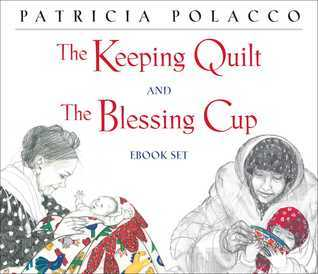 PATRICIA POLACCO
The Keeping Quilt
AND
The Blessing Cup
EBOOK SET